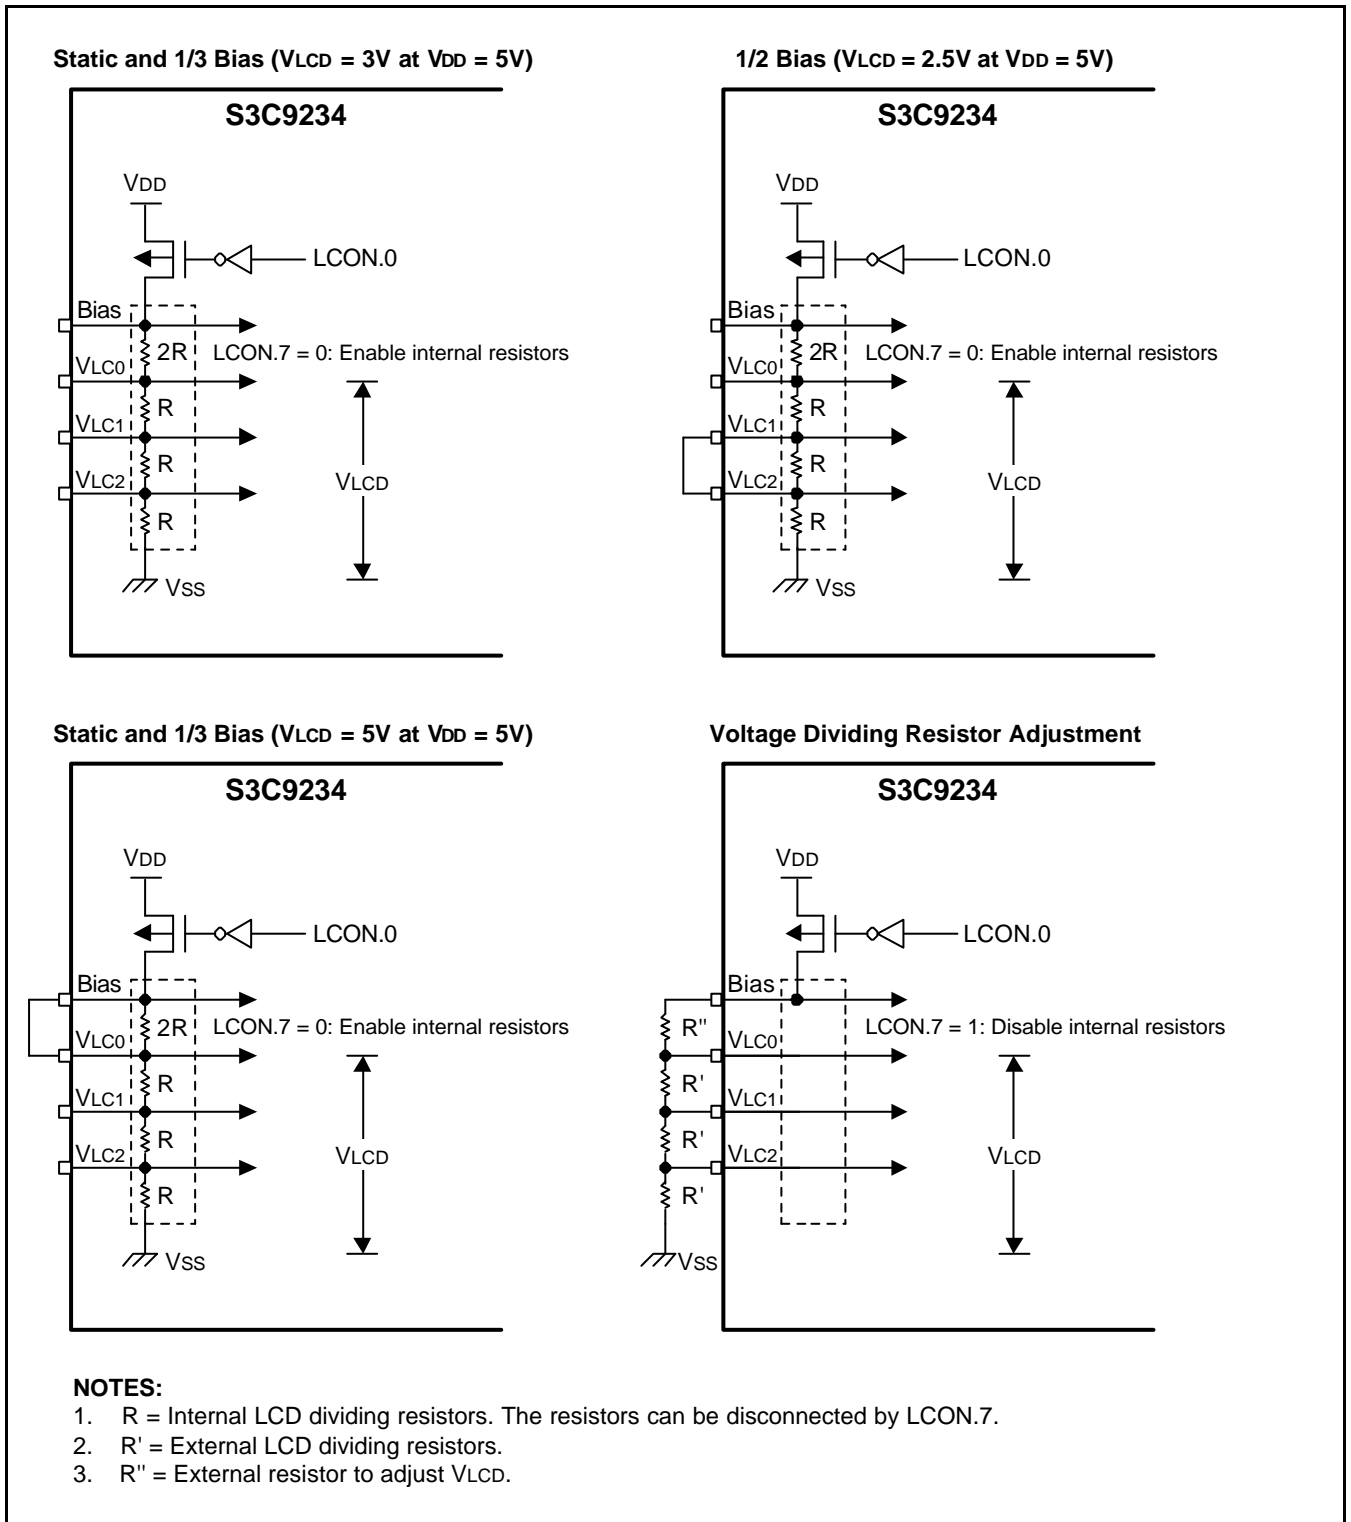 Static and 1/3 Bias (VLCD = 3V at VDD = 5V)
S3C9234
VDD
LCON.0
Bias
2R
LCON.7 = 0: Enable internal resistors
VLC0
R
VLC1
R
VLC2
VLCD
R
VSS
1/2 Bias (VLCD = 2.5V at VDD = 5V)
S3C9234
VDD
LCON.0
Bias
2R
LCON.7 = 0: Enable internal resistors
VLC0
R
VLC1
R
VLC2
VLCD
R
VSS
Static and 1/3 Bias (VLCD = 5V at VDD = 5V)
S3C9234
VDD
LCON.0
Bias
2R
LCON.7 = 0: Enable internal resistors
VLC0
R
VLC1
R
VLC2
VLCD
R
VSS
Voltage Dividing Resistor Adjustment
S3C9234
VDD
LCON.0
Bias
R"
LCON.7 = 1: Disable internal resistors
VLC0
R'
VLC1
R'
VLC2
VLCD
R'
VSS
NOTES:
1. R = Internal LCD dividing resistors. The resistors can be disconnected by LCON.7.
2. R' = External LCD dividing resistors.
3. R" = External resistor to adjust VLCD.